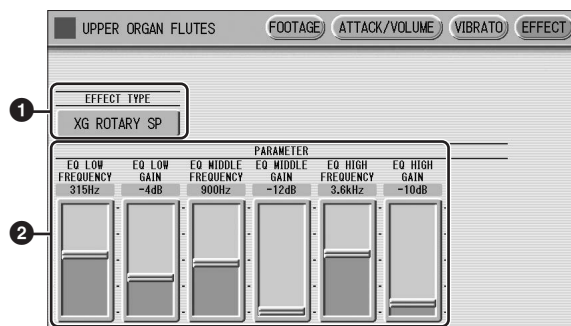 UPPER ORGAN FLUTES FOOTAGE ATTACK/VOLUME VIBRATO EFFECT
1
EFFECT TYPE
XG ROTARY SP
2
PARAMETER
EQ LOW FREQUENCY EQ LOW GAIN EQ MIDDLE FREQUENCY EQ MIDDLE GAIN EQ HIGH FREQUENCY EQ HIGH GAIN
315Hz -4dB 900Hz -12dB 3.6kHz -10dB